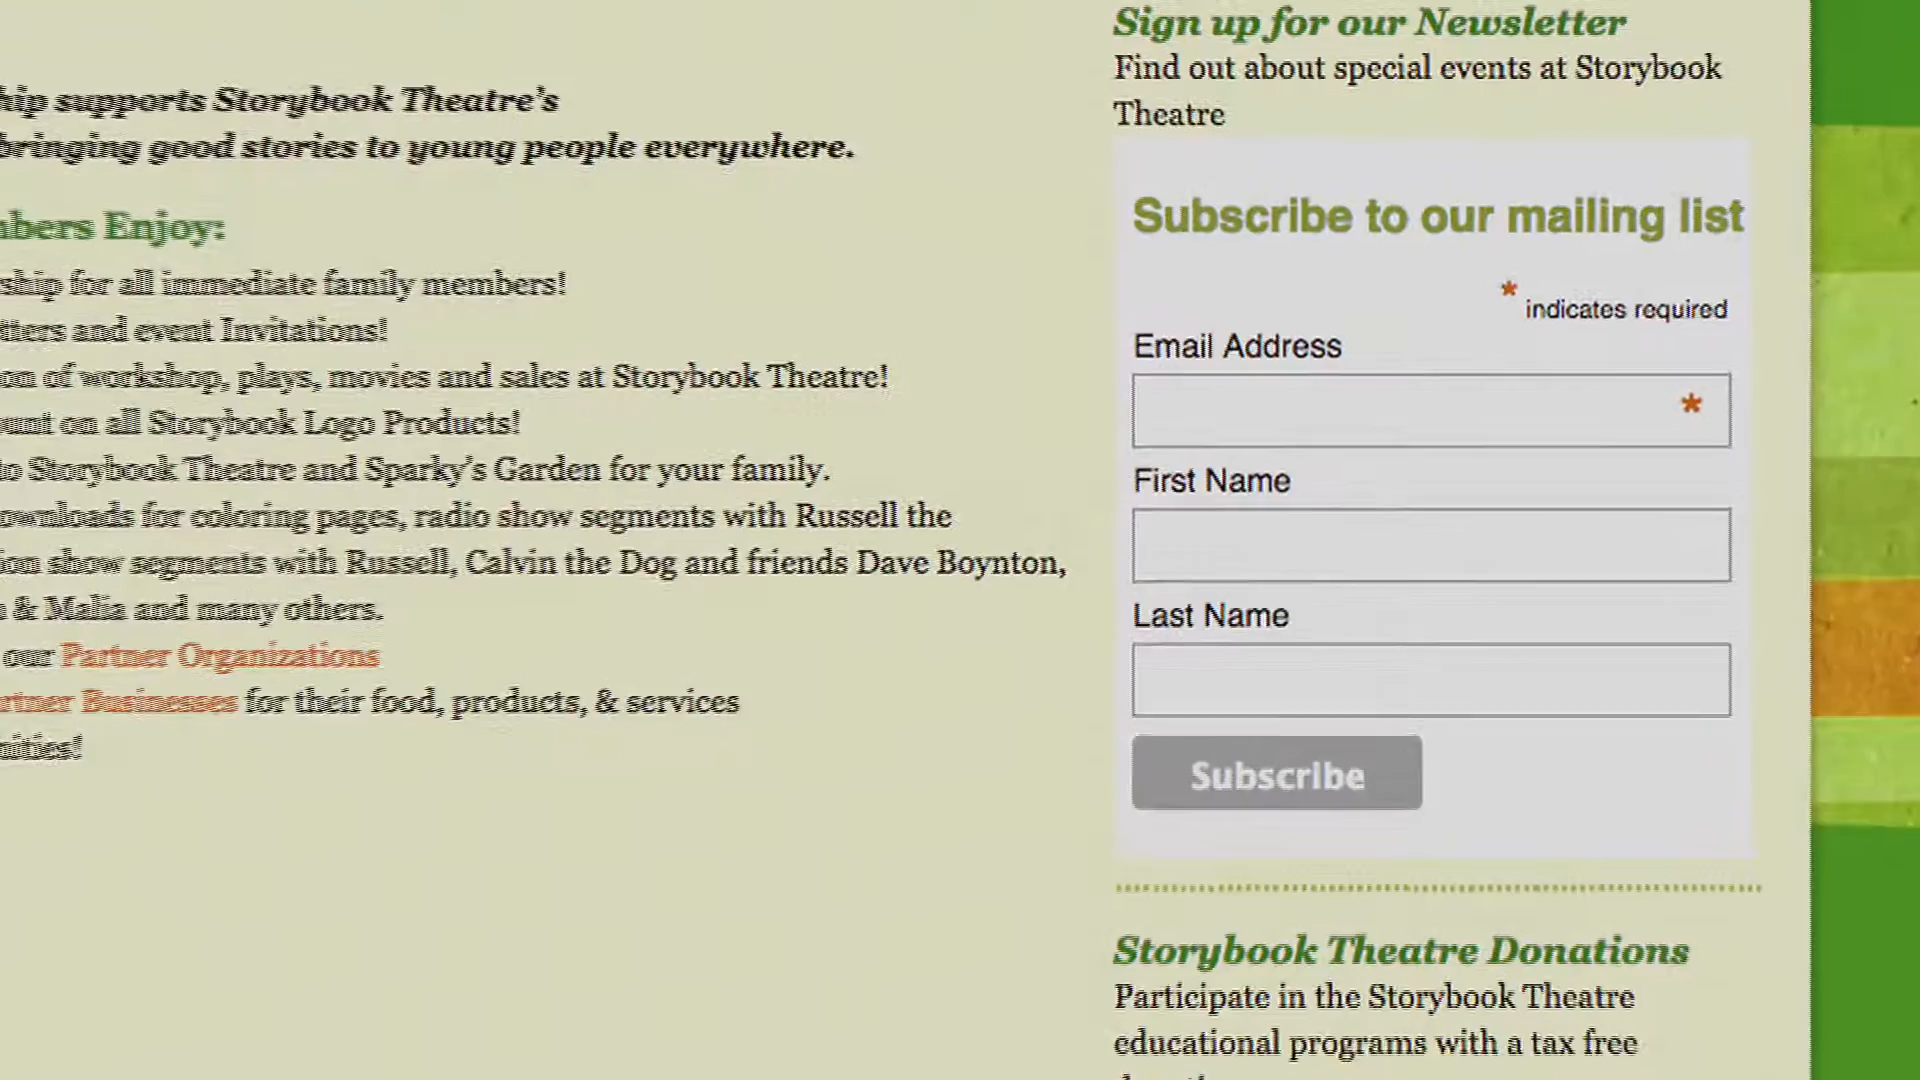 hip supports Storybook Theatre's
bringing good stories to young people everywhere.
bers Enjoy:
ship for all immediate family members!
tters and event Invitations!
on of workshop, plays, movies and sales at Storybook Theatre!
unt on all Storybook Logo Products!
to Storybook Theatre and Sparky's Garden for your family.
ownloads for coloring pages, radio show segments with Russell the
ion show segments with Russell, Calvin the Dog and friends Dave Boynton,
& Malia and many others.
our Partner Organizations
rtner Businesses for their food, products, & services
nities!
Sign up for our Newsletter
Find out about special events at Storybook
Theatre
Subscribe to our mailing list
* indicates required
Email Address
*
First Name
Last Name
Subscribe
Storybook Theatre Donations
Participate in the Storybook Theatre
educational programs with a tax free